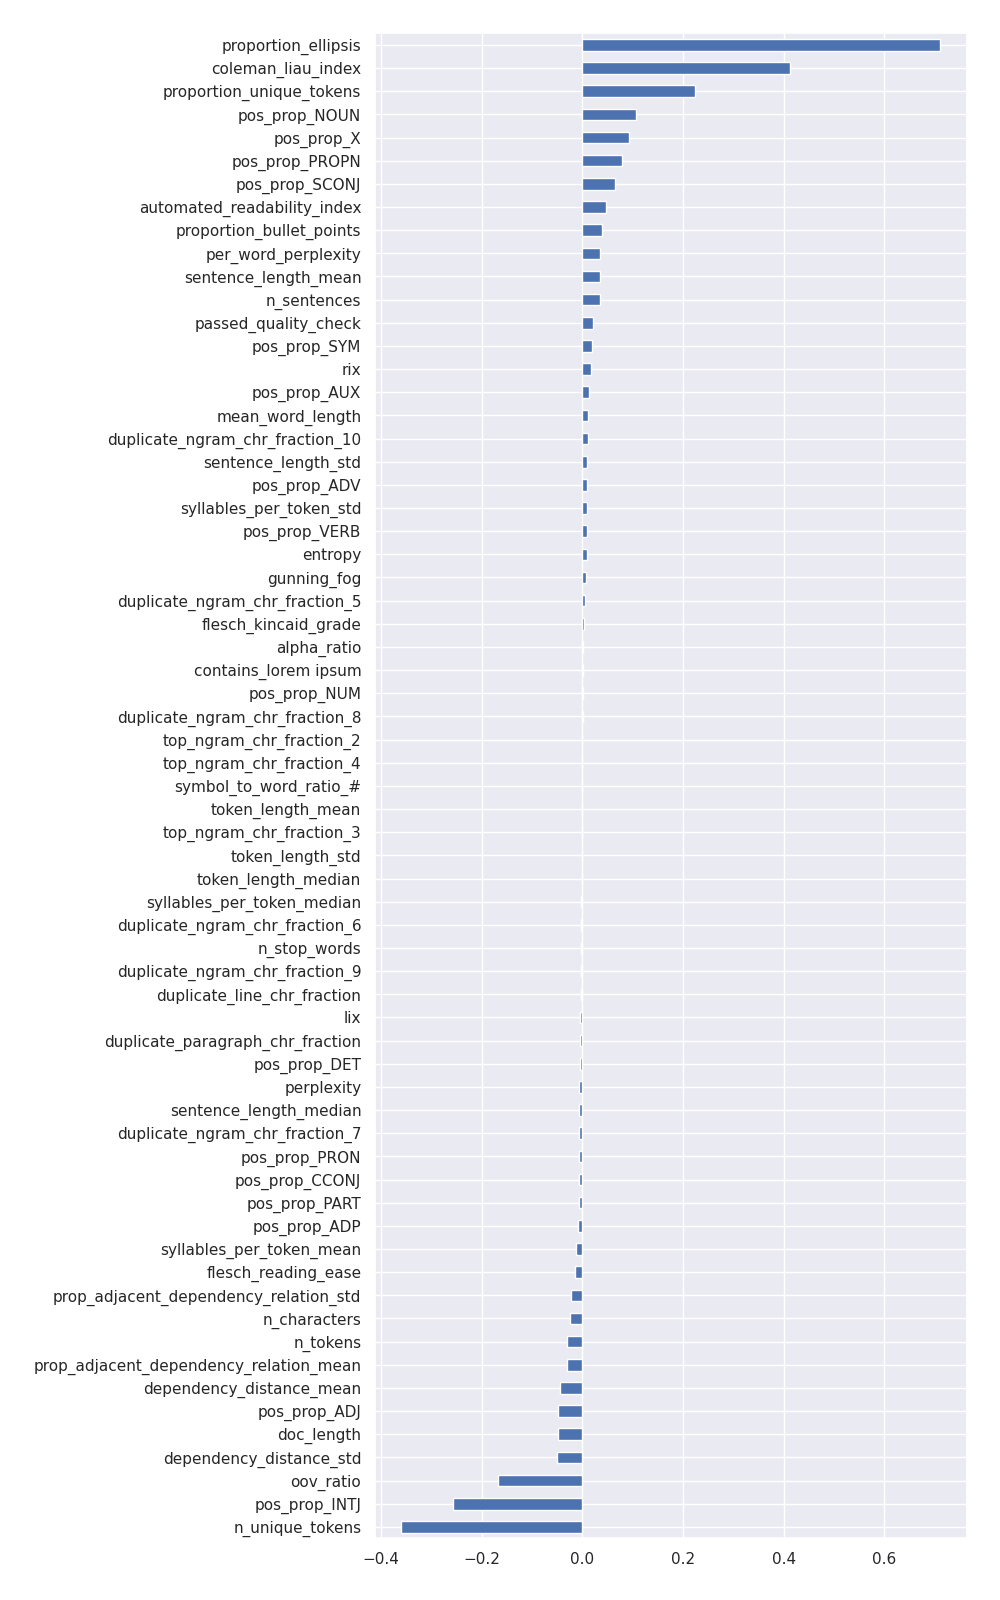 proportion_ellipsis
coleman_liau_index
proportion_unique_tokens
pos_prop_NOUN
pos_prop_X
pos_prop_PROPN
pos_prop_SCONJ
automated_readability_index
proportion_bullet_points
per_word_perplexity
sentence_length_mean
n_sentences
passed_quality_check
pos_prop_SYM
rix
pos_prop_AUX
mean_word_length
duplicate_ngram_chr_fraction_10
sentence_length_std
pos_prop_ADV
syllables_per_token_std
pos_prop_VERB
entropy
gunning_fog
duplicate_ngram_chr_fraction_5
flesch_kincaid_grade
alpha_ratio
contains_lorem ipsum
pos_prop_NUM
duplicate_ngram_chr_fraction_8
top_ngram_chr_fraction_2
top_ngram_chr_fraction_4
symbol_to_word_ratio_#
token_length_mean
top_ngram_chr_fraction_3
token_length_std
token_length_median
syllables_per_token_median
duplicate_ngram_chr_fraction_6
n_stop_words
duplicate_ngram_chr_fraction_9
duplicate_line_chr_fraction
lix
duplicate_paragraph_chr_fraction
pos_prop_DET
perplexity
sentence_length_median
duplicate_ngram_chr_fraction_7
pos_prop_PRON
pos_prop_CCONJ
pos_prop_PART
pos_prop_ADP
syllables_per_token_mean
flesch_reading_ease
prop_adjacent_dependency_relation_std
n_characters
n_tokens
prop_adjacent_dependency_relation_mean
dependency_distance_mean
pos_prop_ADJ
doc_length
dependency_distance_std
oov_ratio
pos_prop_INTJ
n_unique_tokens
−0.4 −0.2 0.0 0.2 0.4 0.6